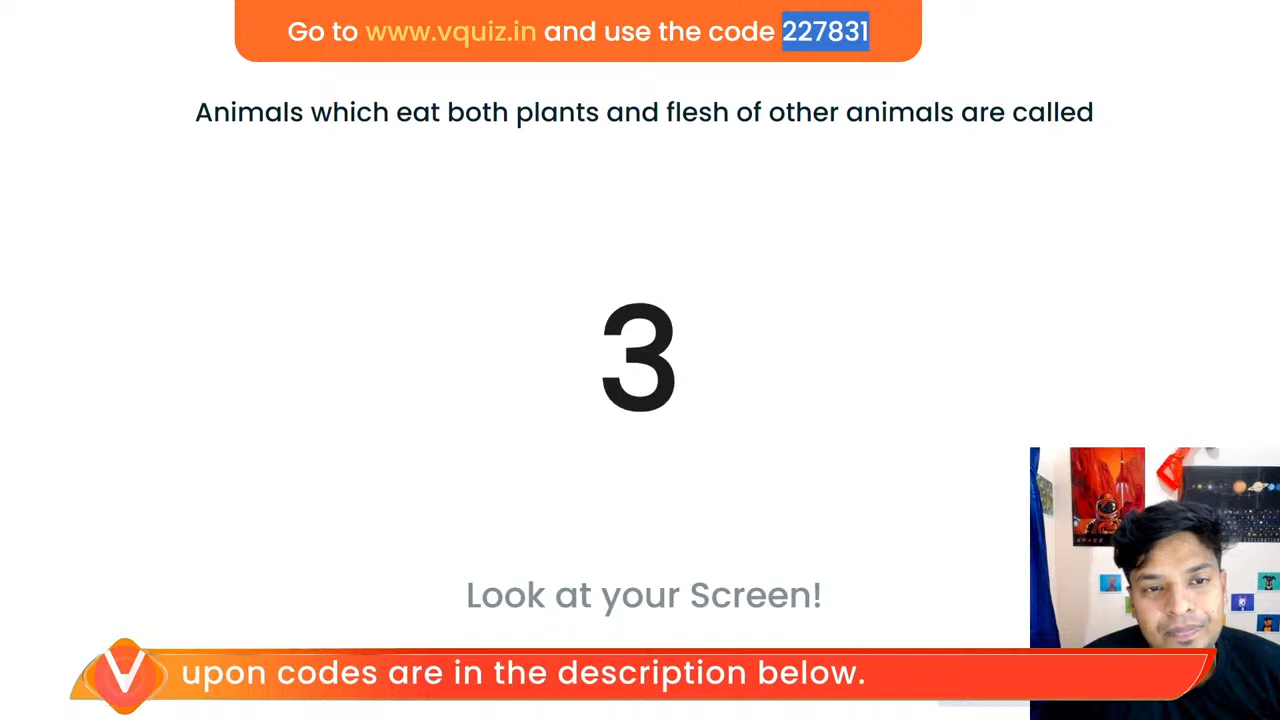 Go to www.vquiz.in and use the code 227831
Animals which eat both plants and flesh of other animals are called
3
Look at your Screen!
SPACE
V upon codes are in the description below.